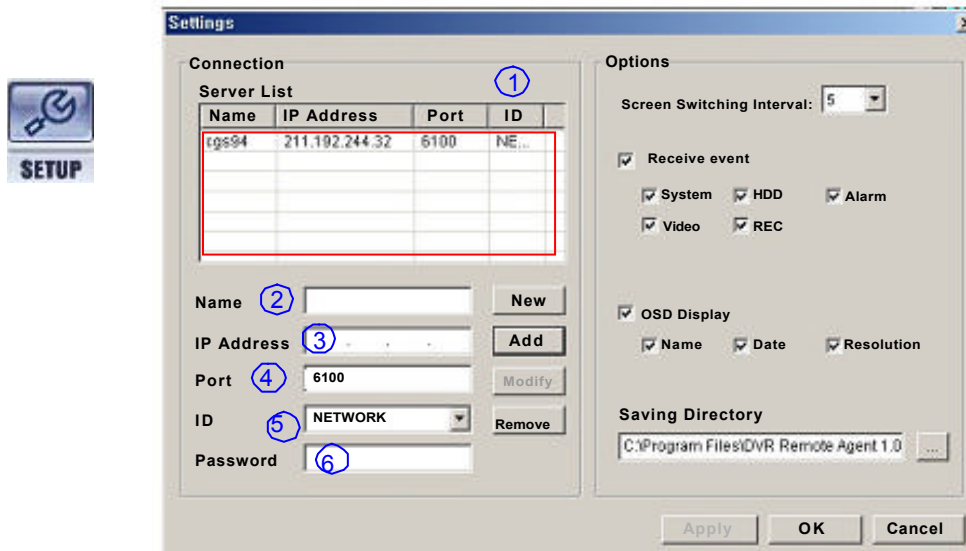 Settings
SETUP
Connection
Server List
1
Name IP Address Port ID
cgs94 211.192.244.32 6100 NE...
Name 2
New
IP Address 3 . . .
Add
Port 4 6100
Modify
ID 5 NETWORK
Remove
Password 6
Options
Screen Switching Interval: 5
Receive event
System HDD Alarm
Video REC
OSD Display
Name Date Resolution
Saving Directory
C:\Program Files\DVR Remote Agent 1.0 ...
Apply OK Cancel